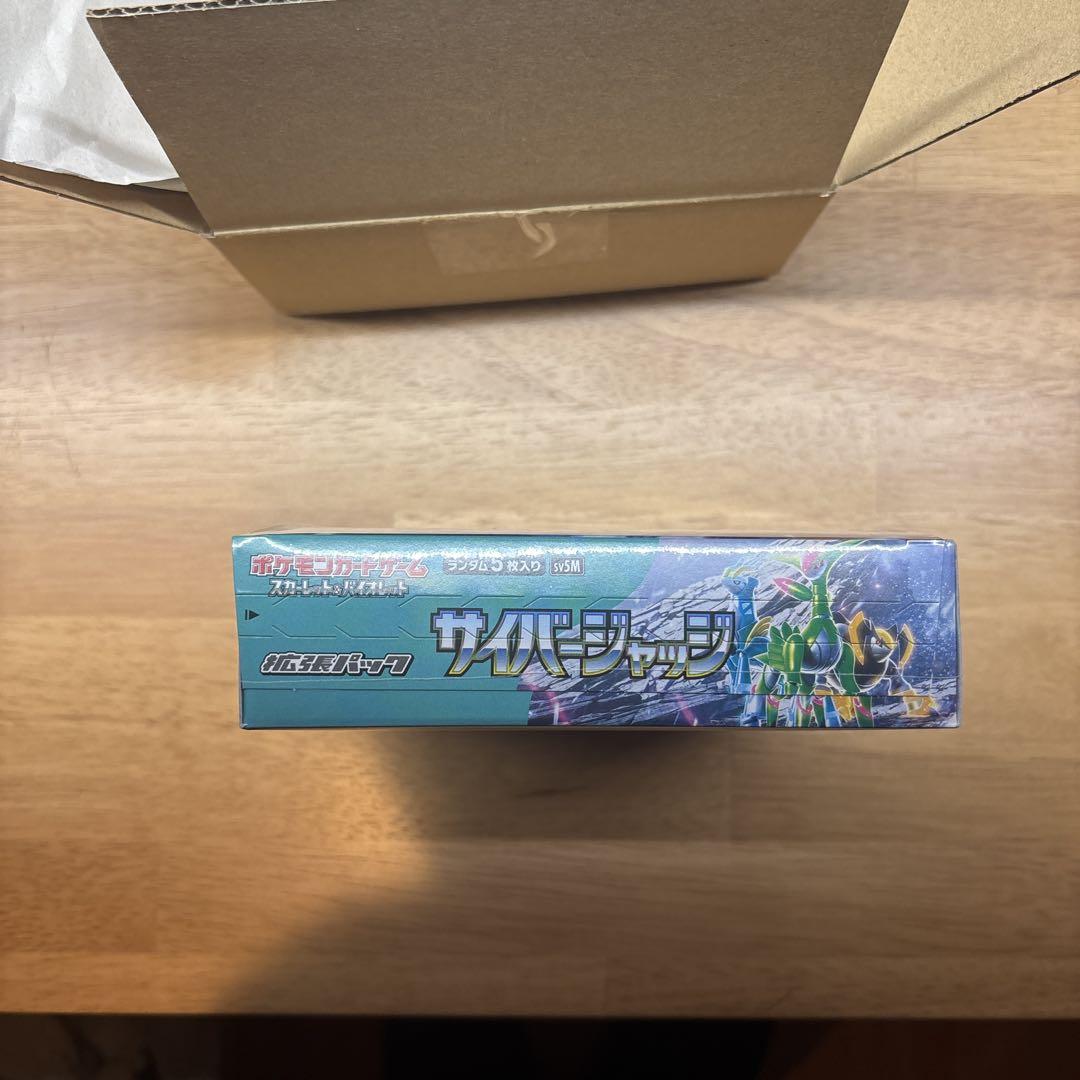 ポケモンカードゲーム
スカーレット&バイオレット
ランダム5枚入り sv5M
拡張パック
サイバージャッジ